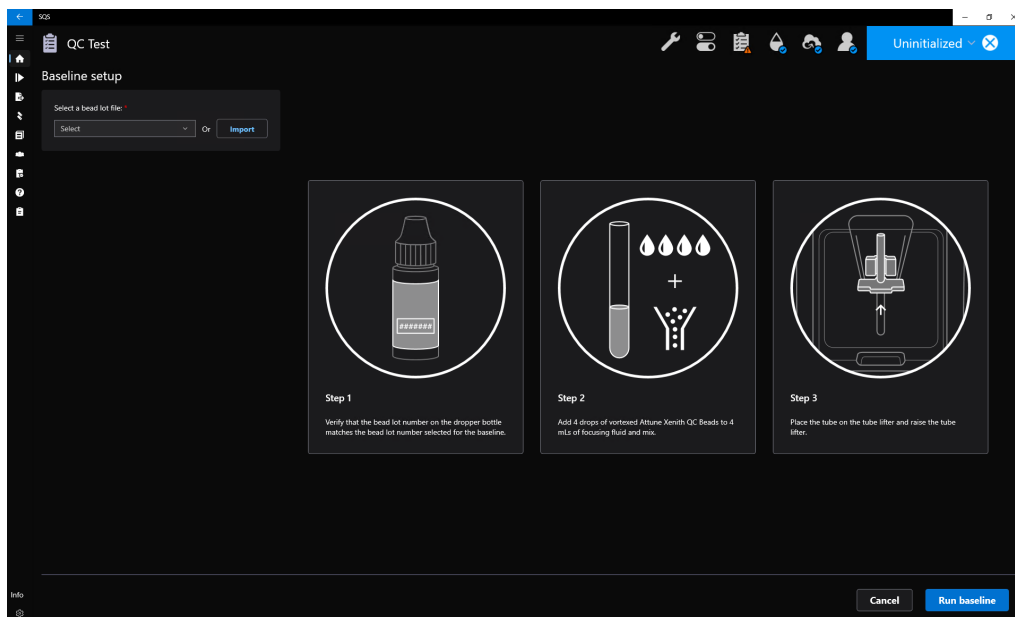 SQS
QC Test
Uninitialized
Baseline setup
Select a bead lot file: *
Select
Or
Import
#######
Step 1
Verify that the bead lot number on the dropper bottle
matches the bead lot number selected for the baseline.
Step 2
Add 4 drops of vortexed Attune Xenith QC Beads to 4
mLs of focusing fluid and mix.
Step 3
Place the tube on the tube lifter and raise the tube
lifter.
Info
Cancel
Run baseline